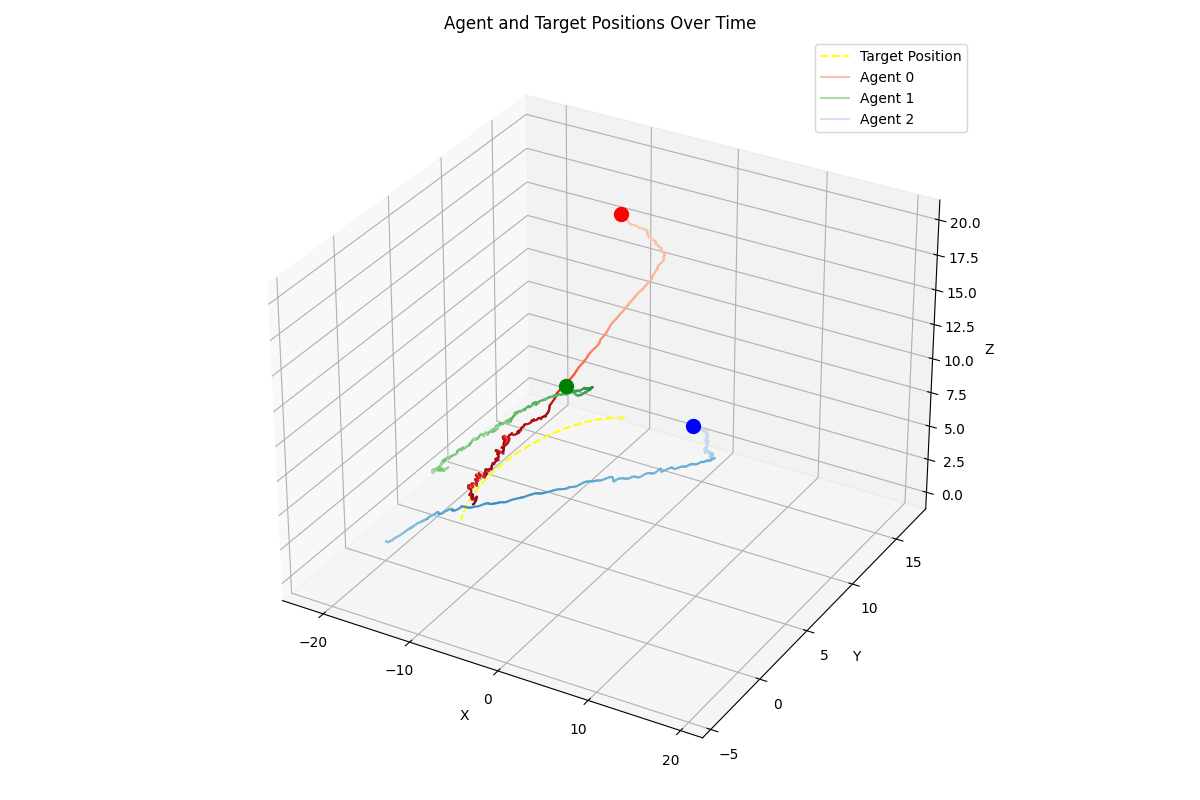 Agent and Target Positions Over Time
Target Position
Agent 0
Agent 1
Agent 2
20.0
17.5
15.0
12.5
10.0
7.5
5.0
2.5
0.0
Z
15
10
5
0
−5
Y
−20
−10
0
10
20
X